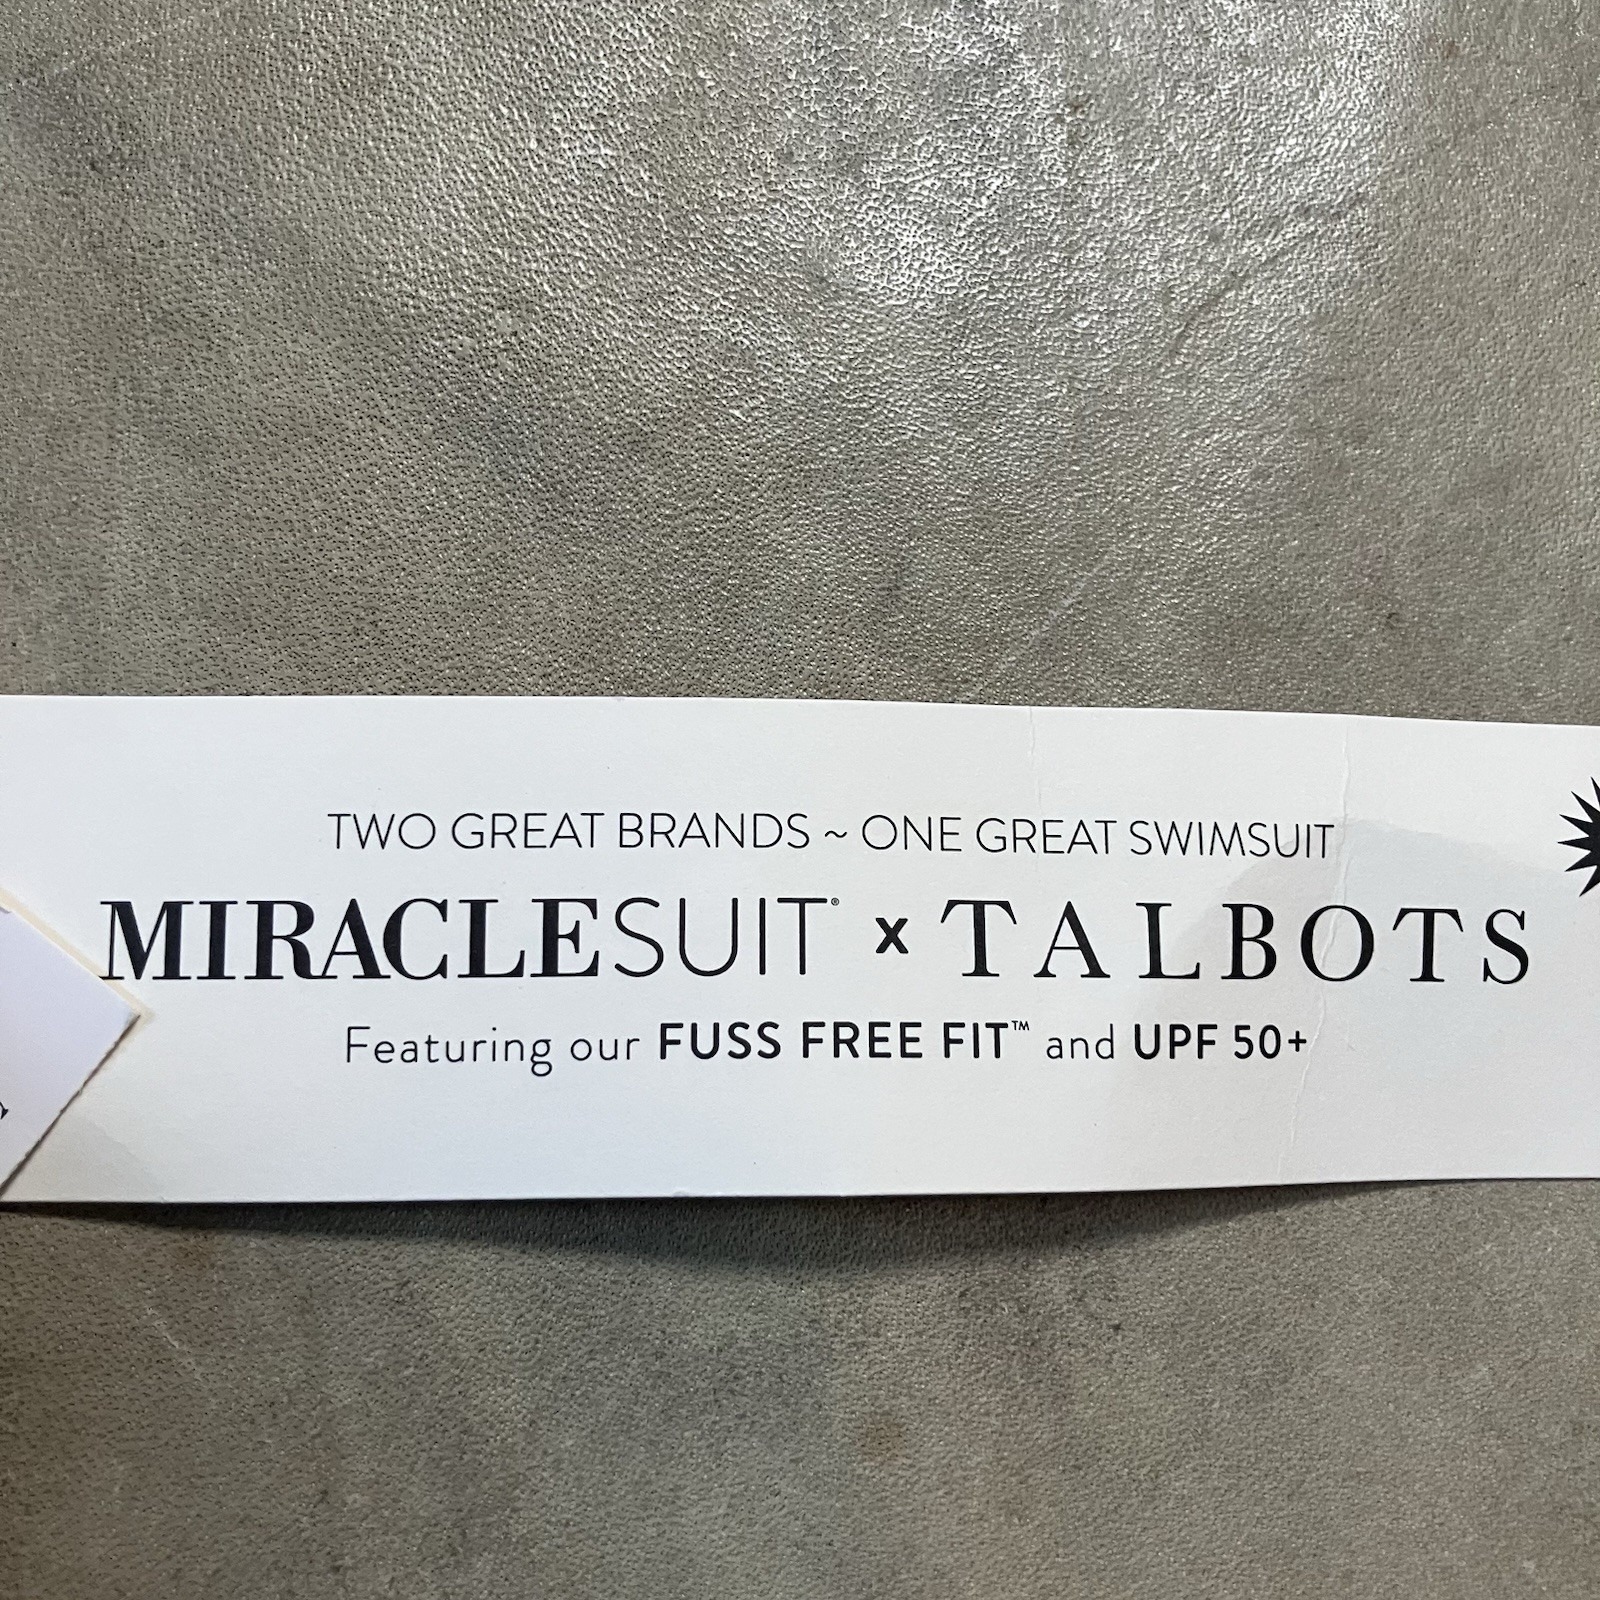 TWO GREAT BRANDS ~ ONE GREAT SWIMSUIT
MIRACLESUIT® x TALBOTS
Featuring our FUSS FREE FIT™ and UPF 50+